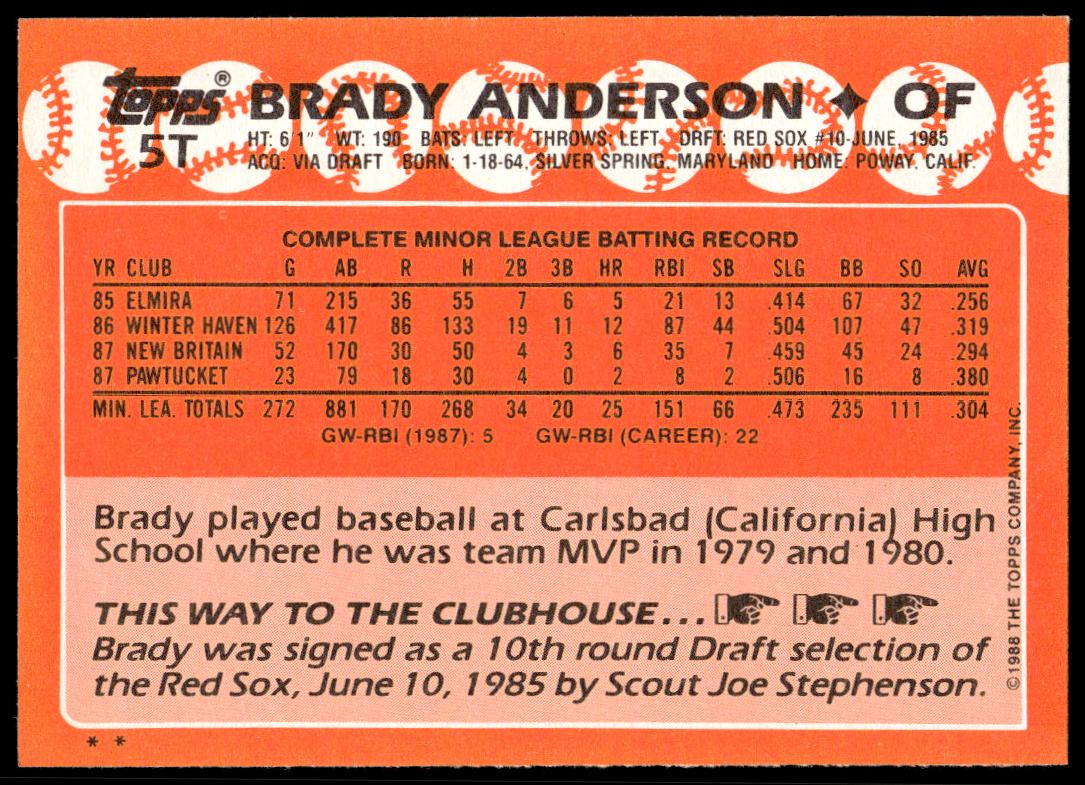 topps® BRADY ANDERSON ♦ OF
5T
HT: 6'1" WT: 190 BATS: LEFT THROWS: LEFT DRFT: RED SOX #10-JUNE, 1985
ACQ: VIA DRAFT BORN: 1-18-64, SILVER SPRING, MARYLAND HOME: POWAY, CALIF.
COMPLETE MINOR LEAGUE BATTING RECORD
YR CLUB G AB R H 2B 3B HR RBI SB SLG BB SO AVG
85 ELMIRA 71 215 36 55 7 6 5 21 13 .414 67 32 .256
86 WINTER HAVEN 126 417 86 133 19 11 12 87 44 .504 107 47 .319
87 NEW BRITAIN 52 170 30 50 4 3 6 35 7 .459 45 24 .294
87 PAWTUCKET 23 79 18 30 4 0 2 8 2 .506 16 8 .380
MIN. LEA. TOTALS 272 881 170 268 34 20 25 151 66 .473 235 111 .304
GW-RBI (1987): 5 GW-RBI (CAREER): 22
Brady played baseball at Carlsbad (California) High
School where he was team MVP in 1979 and 1980.
THIS WAY TO THE CLUBHOUSE...
Brady was signed as a 10th round Draft selection of
the Red Sox, June 10, 1985 by Scout Joe Stephenson.
©1988 THE TOPPS COMPANY, INC.
* *